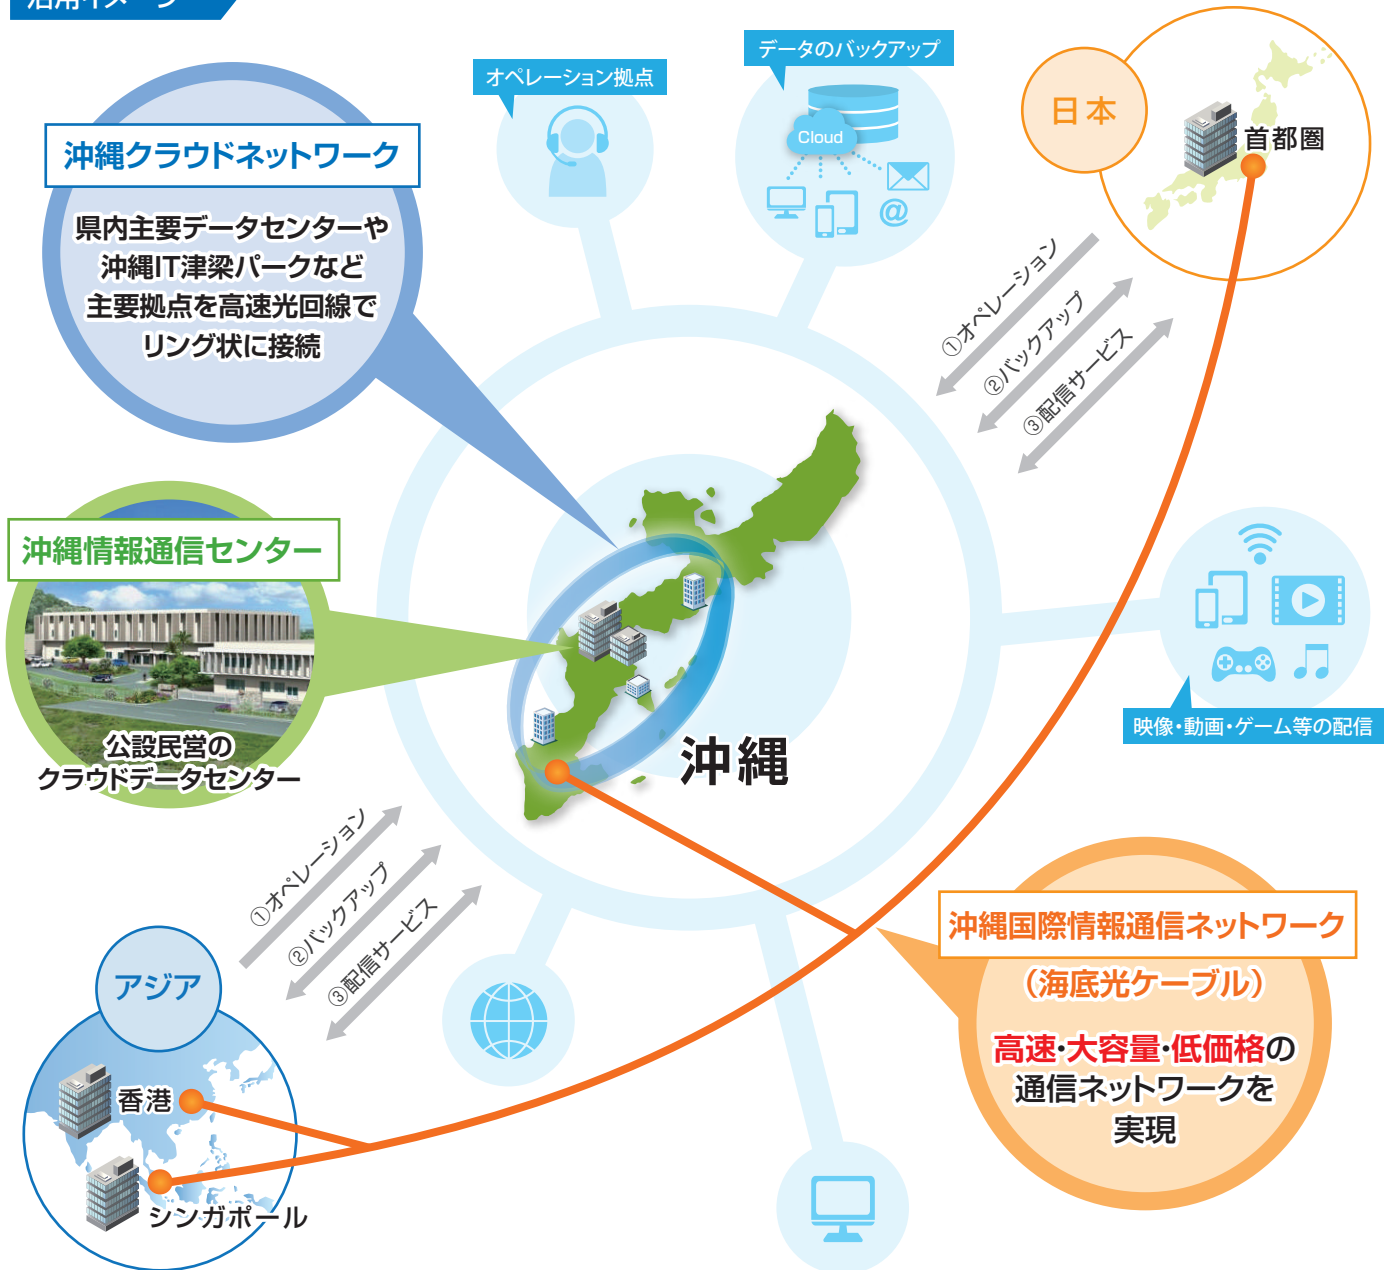 活用イメージ
オペレーション拠点
データのバックアップ
Cloud
@
日本
首都圏
沖縄クラウドネットワーク
県内主要データセンターや
沖縄IT津梁パークなど
主要拠点を高速光回線で
リング状に接続
①オペレーション
②バックアップ
③配信サービス
沖縄情報通信センター
公設民営の
クラウドデータセンター
沖縄
映像・動画・ゲーム等の配信
①オペレーション
②バックアップ
③配信サービス
沖縄国際情報通信ネットワーク
（海底光ケーブル）
高速・大容量・低価格の
通信ネットワークを
実現
アジア
香港
シンガポール